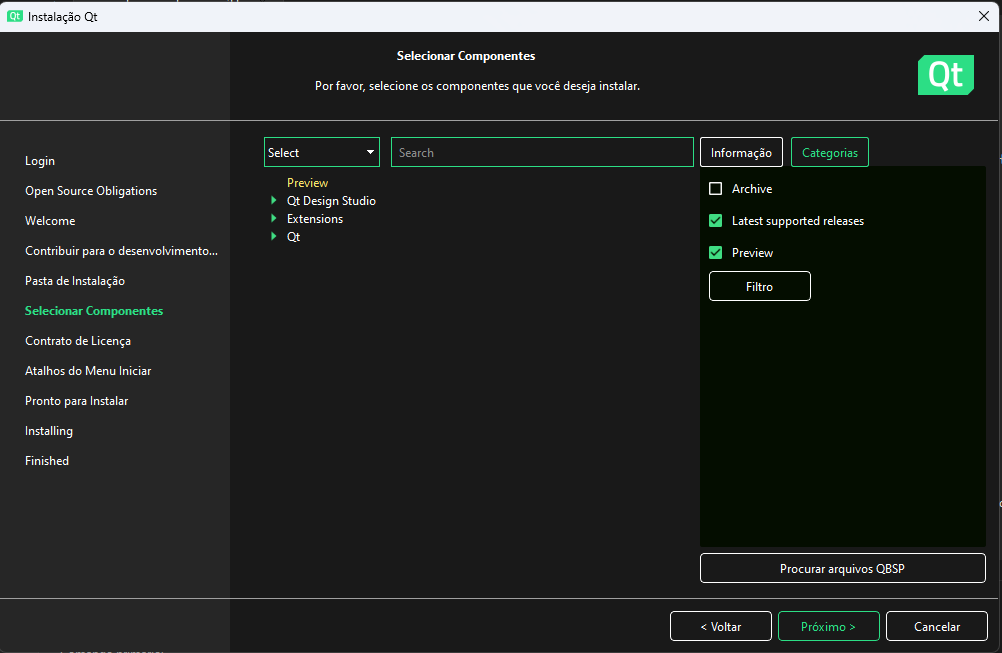 Qt Instalação Qt
Selecionar Componentes
Por favor, selecione os componentes que você deseja instalar.
Qt
Login
Open Source Obligations
Welcome
Contribuir para o desenvolvimento...
Pasta de Instalação
Selecionar Componentes
Contrato de Licença
Atalhos do Menu Iniciar
Pronto para Instalar
Installing
Finished
Select
Search
Informação
Categorias
Preview
Qt Design Studio
Extensions
Qt
Archive
Latest supported releases
Preview
Filtro
Procurar arquivos QBSP
< Voltar
Próximo >
Cancelar